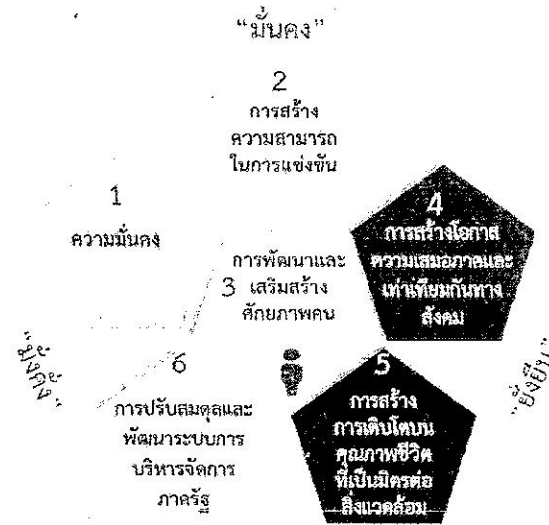 “มั่นคง”
2
การสร้าง
ความสามารถ
ในการแข่งขัน
1
ความมั่นคง
4
การสร้างโอกาส
ความเสมอภาคและ
เท่าเทียมกันทาง
สังคม
3
การพัฒนาและ
เสริมสร้าง
ศักยภาพคน
“มั่งคั่ง”
“ยั่งยืน”
6
การปรับสมดุลและ
พัฒนาระบบการ
บริหารจัดการ
ภาครัฐ
5
การสร้าง
การเติบโตบน
คุณภาพชีวิต
ที่เป็นมิตรต่อ
สิ่งแวดล้อม